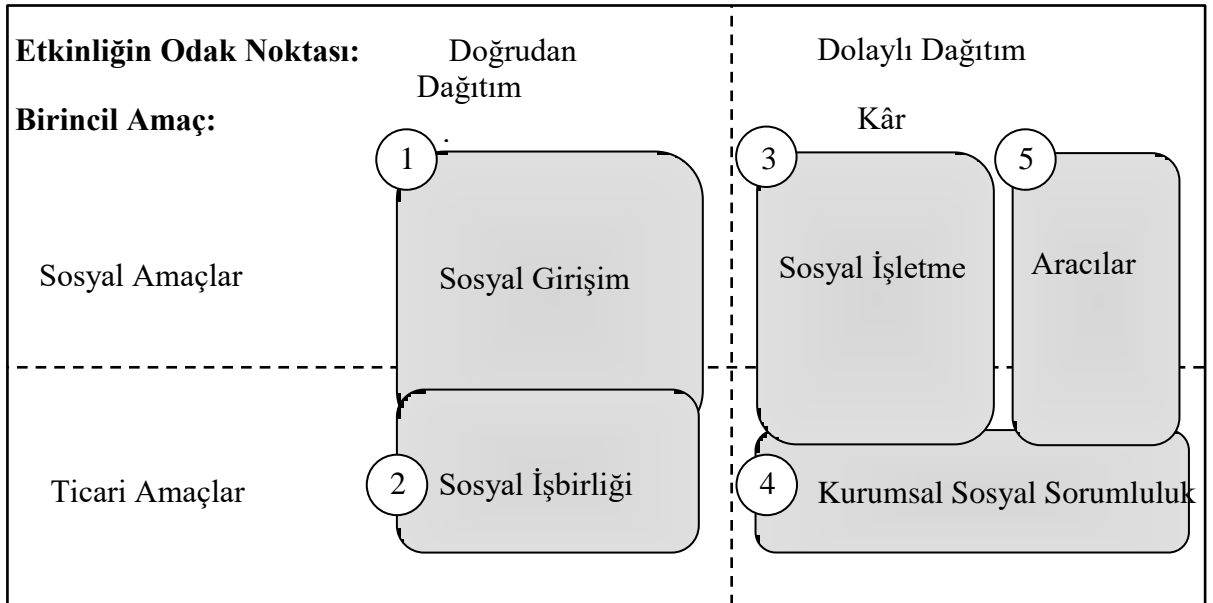 Etkinliğin Odak Noktası:
Doğrudan
Dağıtım
Dolaylı Dağıtım
Birincil Amaç:
Kâr
1
3
5
Sosyal Amaçlar
Sosyal Girişim
Sosyal İşletme
Aracılar
Ticari Amaçlar
2
Sosyal İşbirliği
4
Kurumsal Sosyal Sorumluluk